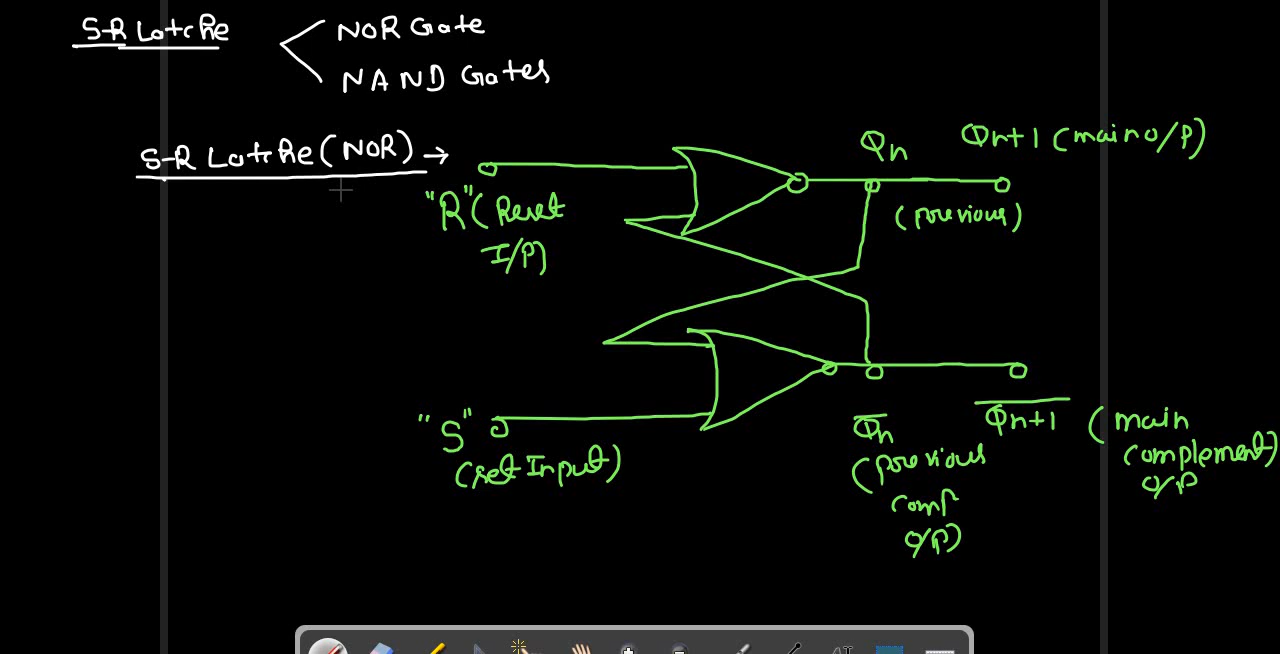 S-R Latche
NOR Gate
NAND Gates
S-R Latche (NOR) →
"R" (Reset
I/P)
Qn
Qn+1 (main o/p)
(previous)
"S"
(set Input)
Q̅n
(previous
comp
o/p)
Q̅n̅+̅1̅ (main
complement)
o/p